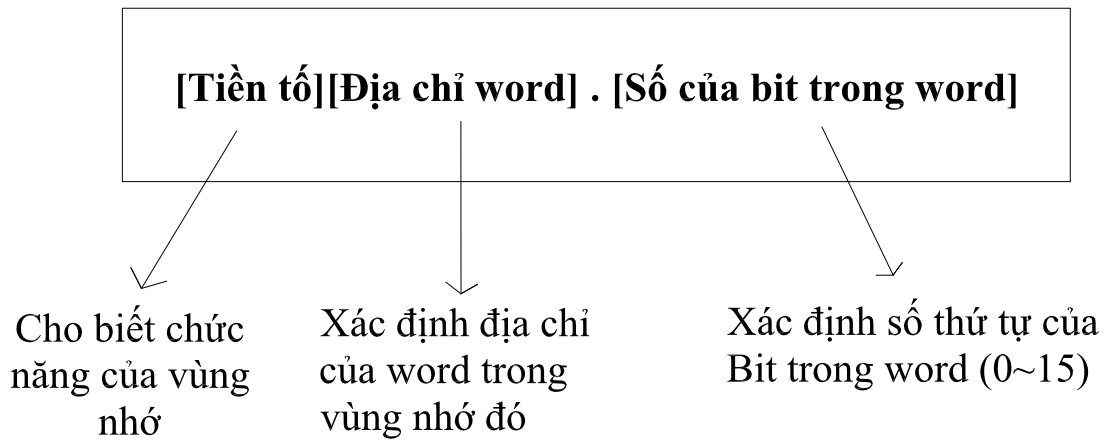 [Tiền tố][Địa chỉ word] . [Số của bit trong word]
Cho biết chức
năng của vùng
nhớ
Xác định địa chỉ
của word trong
vùng nhớ đó
Xác định số thứ tự của
Bit trong word (0~15)